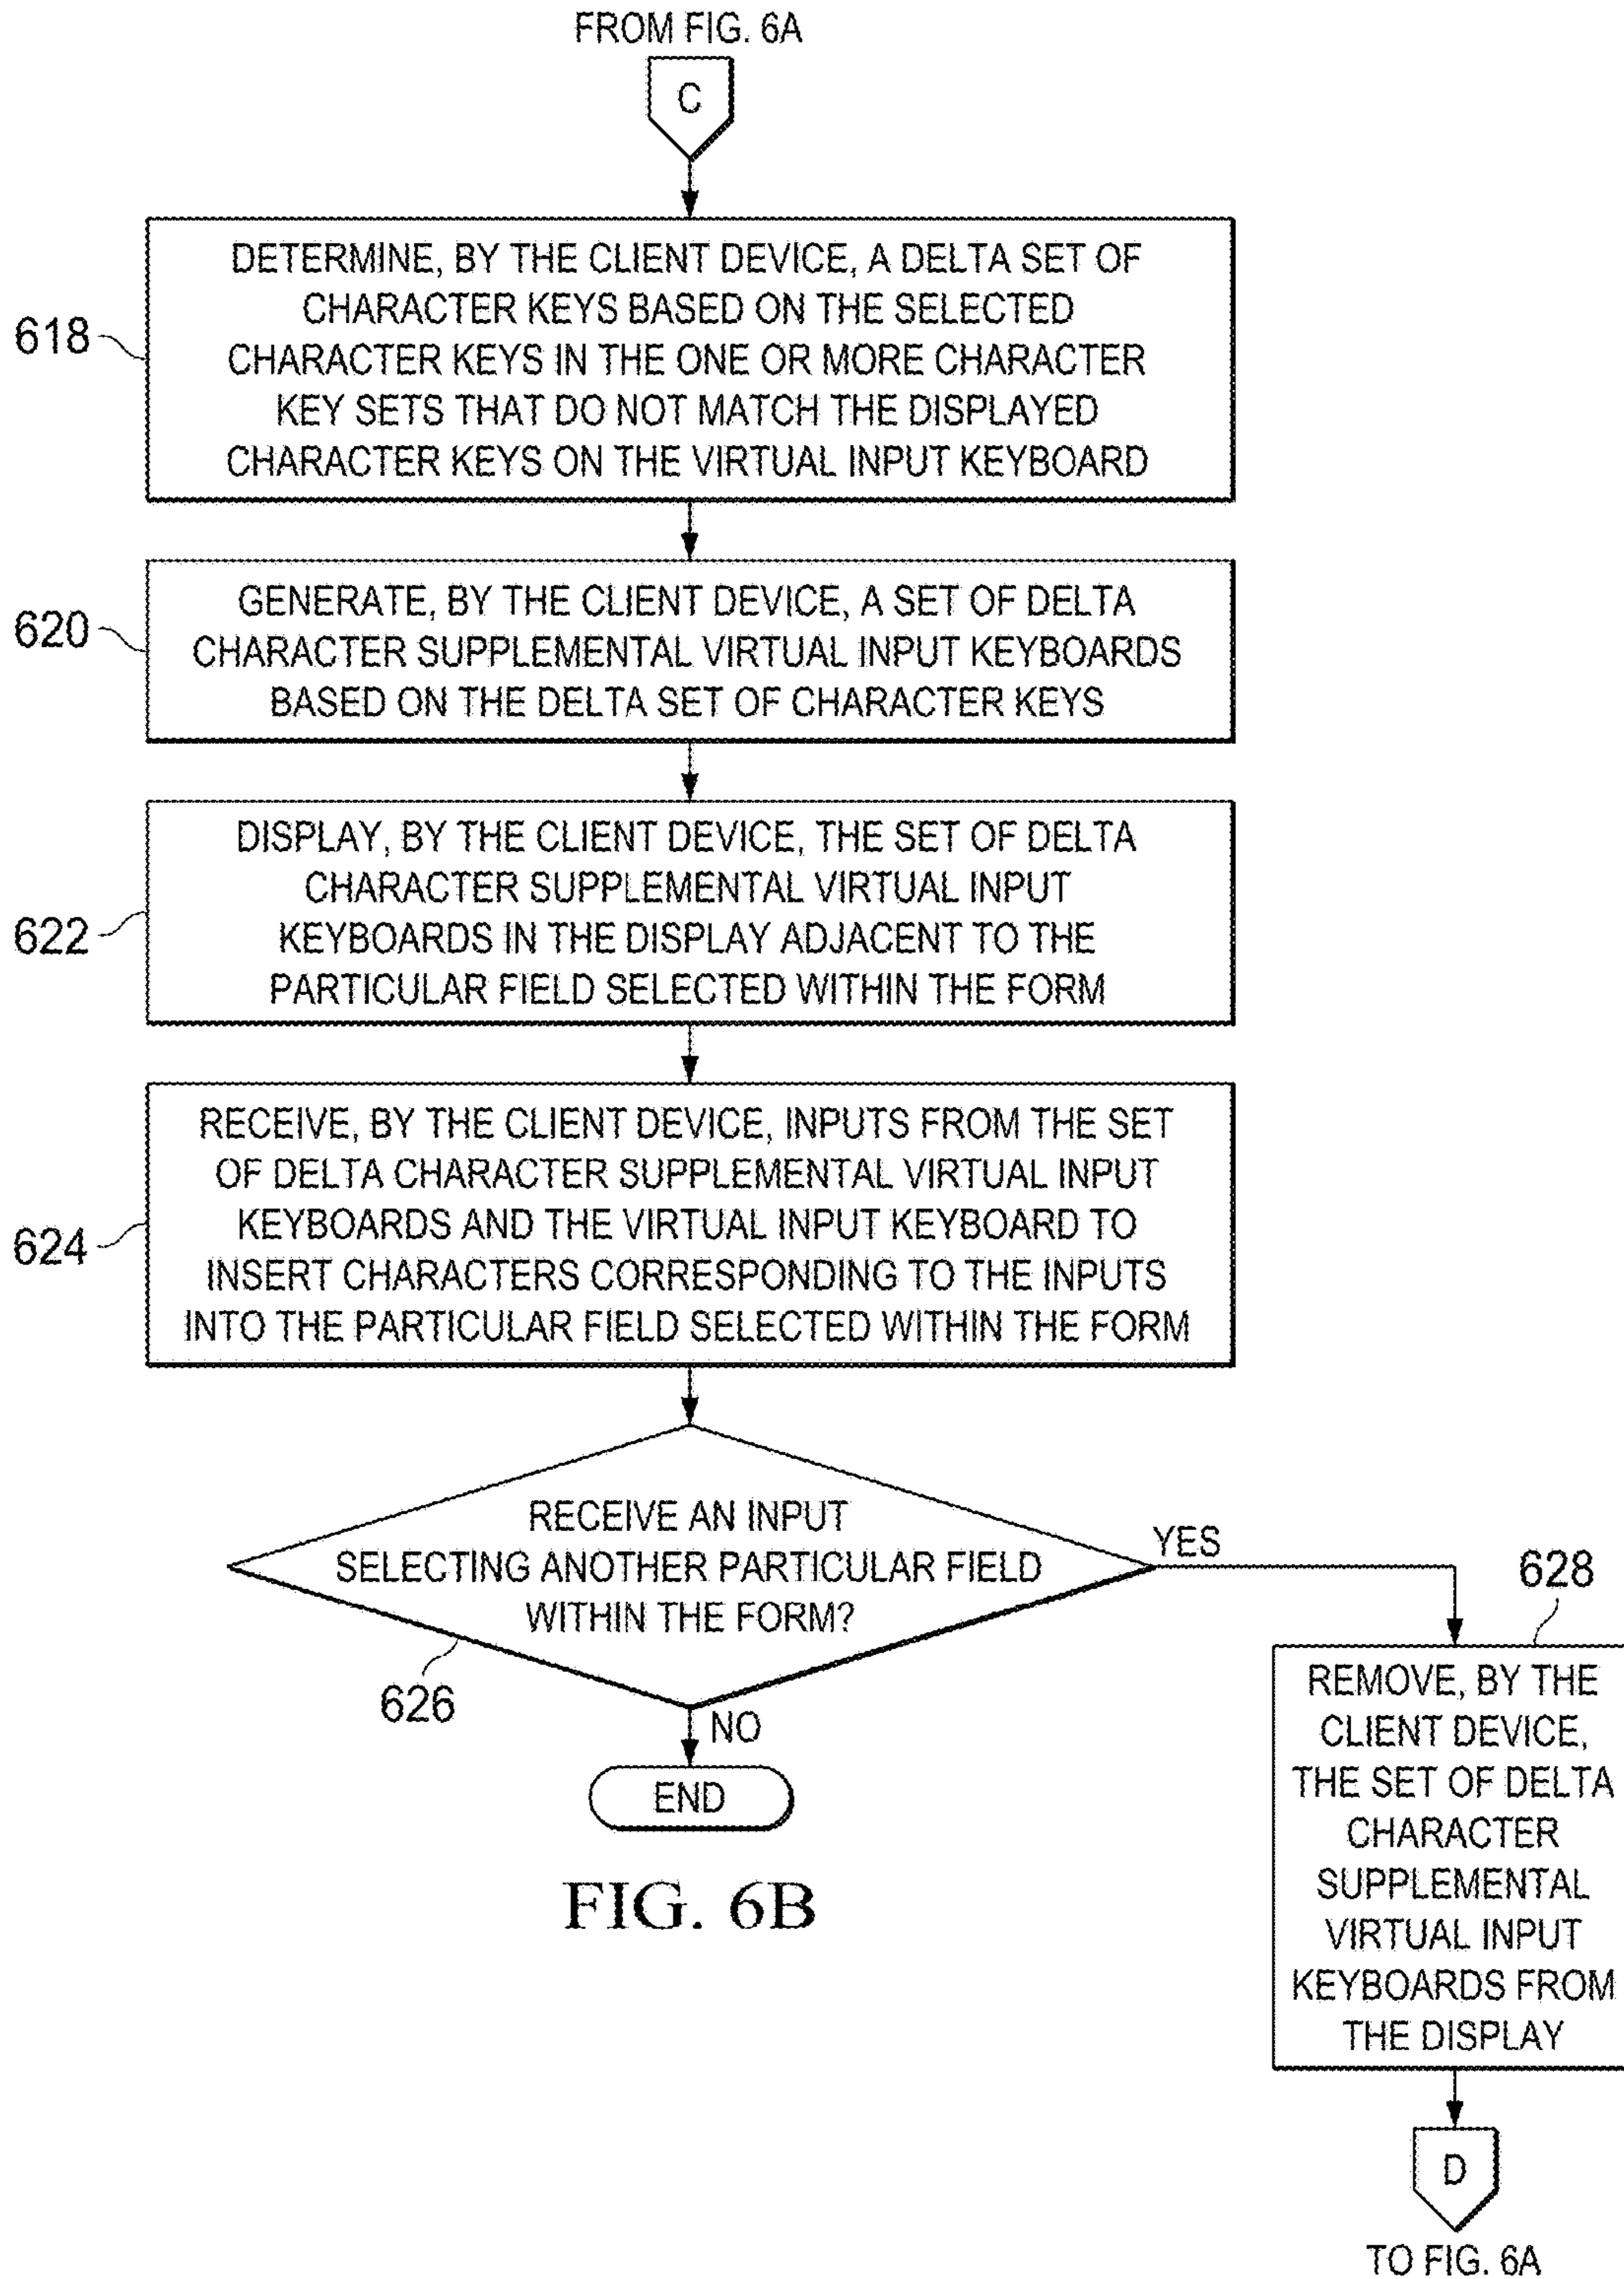 FROM FIG. 6A
C
618
DETERMINE, BY THE CLIENT DEVICE, A DELTA SET OF
CHARACTER KEYS BASED ON THE SELECTED
CHARACTER KEYS IN THE ONE OR MORE CHARACTER
KEY SETS THAT DO NOT MATCH THE DISPLAYED
CHARACTER KEYS ON THE VIRTUAL INPUT KEYBOARD
620
GENERATE, BY THE CLIENT DEVICE, A SET OF DELTA
CHARACTER SUPPLEMENTAL VIRTUAL INPUT KEYBOARDS
BASED ON THE DELTA SET OF CHARACTER KEYS
622
DISPLAY, BY THE CLIENT DEVICE, THE SET OF DELTA
CHARACTER SUPPLEMENTAL VIRTUAL INPUT
KEYBOARDS IN THE DISPLAY ADJACENT TO THE
PARTICULAR FIELD SELECTED WITHIN THE FORM
624
RECEIVE, BY THE CLIENT DEVICE, INPUTS FROM THE SET
OF DELTA CHARACTER SUPPLEMENTAL VIRTUAL INPUT
KEYBOARDS AND THE VIRTUAL INPUT KEYBOARD TO
INSERT CHARACTERS CORRESPONDING TO THE INPUTS
INTO THE PARTICULAR FIELD SELECTED WITHIN THE FORM
RECEIVE AN INPUT
SELECTING ANOTHER PARTICULAR FIELD
WITHIN THE FORM?
626
YES
NO
END
628
REMOVE, BY THE
CLIENT DEVICE,
THE SET OF DELTA
CHARACTER
SUPPLEMENTAL
VIRTUAL INPUT
KEYBOARDS FROM
THE DISPLAY
D
TO FIG. 6A
FIG. 6B